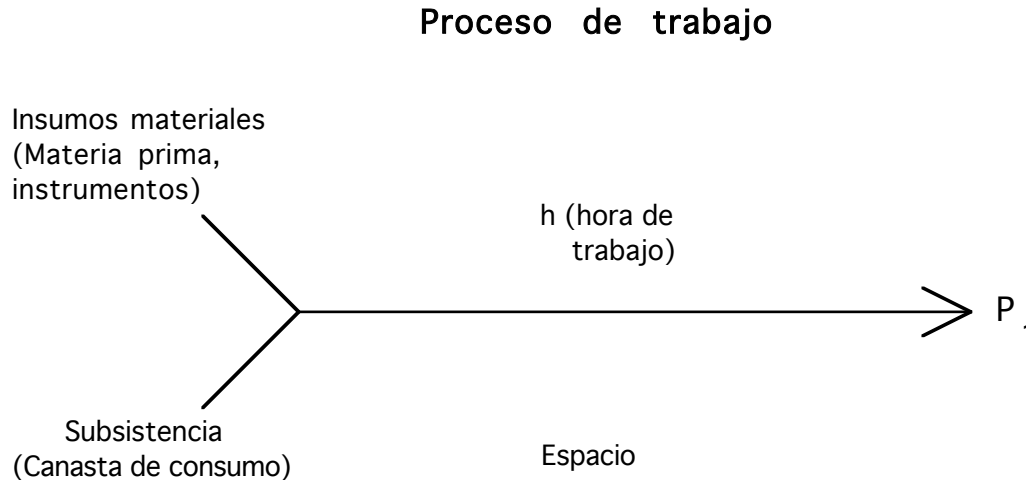 Proceso de trabajo
Insumos materiales
(Materia prima,
instrumentos)
h (hora de
trabajo)
P
Subsistencia
(Canasta de consumo)
Espacio